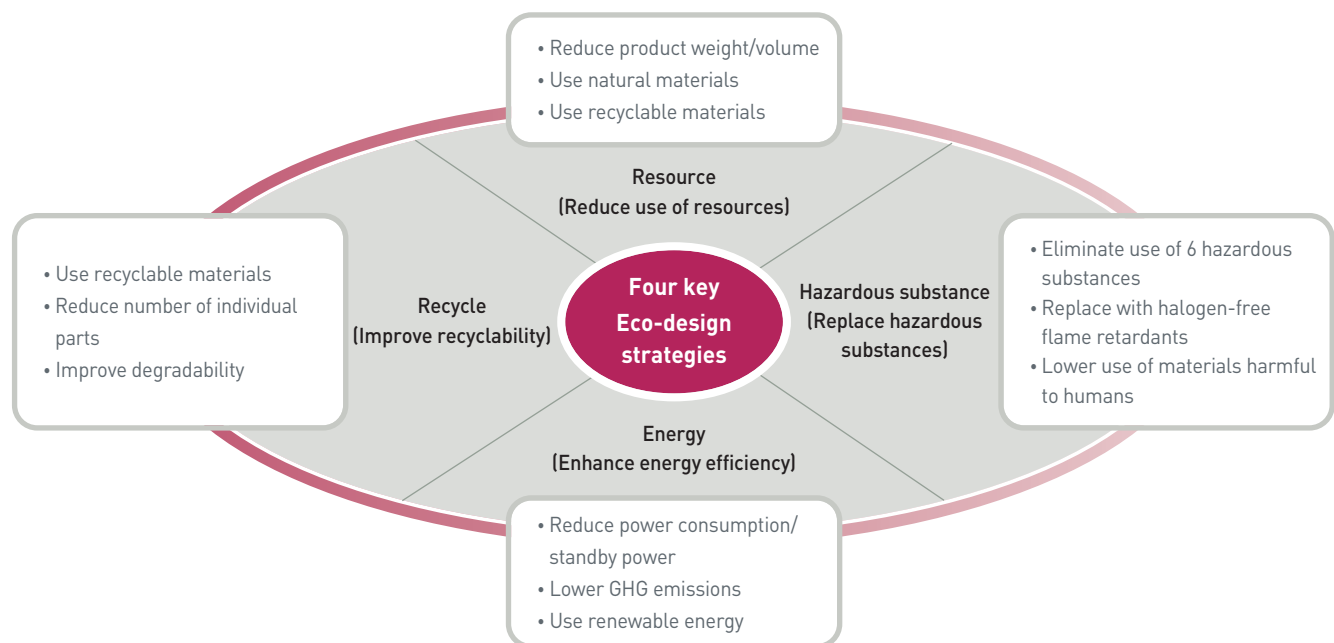 • Reduce product weight/volume
• Use natural materials
• Use recyclable materials
Resource
(Reduce use of resources)
• Use recyclable materials
• Reduce number of individual
parts
• Improve degradability
Recycle
(Improve recyclability)
Four key
Eco-design
strategies
Hazardous substance
(Replace hazardous
substances)
• Eliminate use of 6 hazardous
substances
• Replace with halogen-free
flame retardants
• Lower use of materials harmful
to humans
Energy
(Enhance energy efficiency)
• Reduce power consumption/
standby power
• Lower GHG emissions
• Use renewable energy